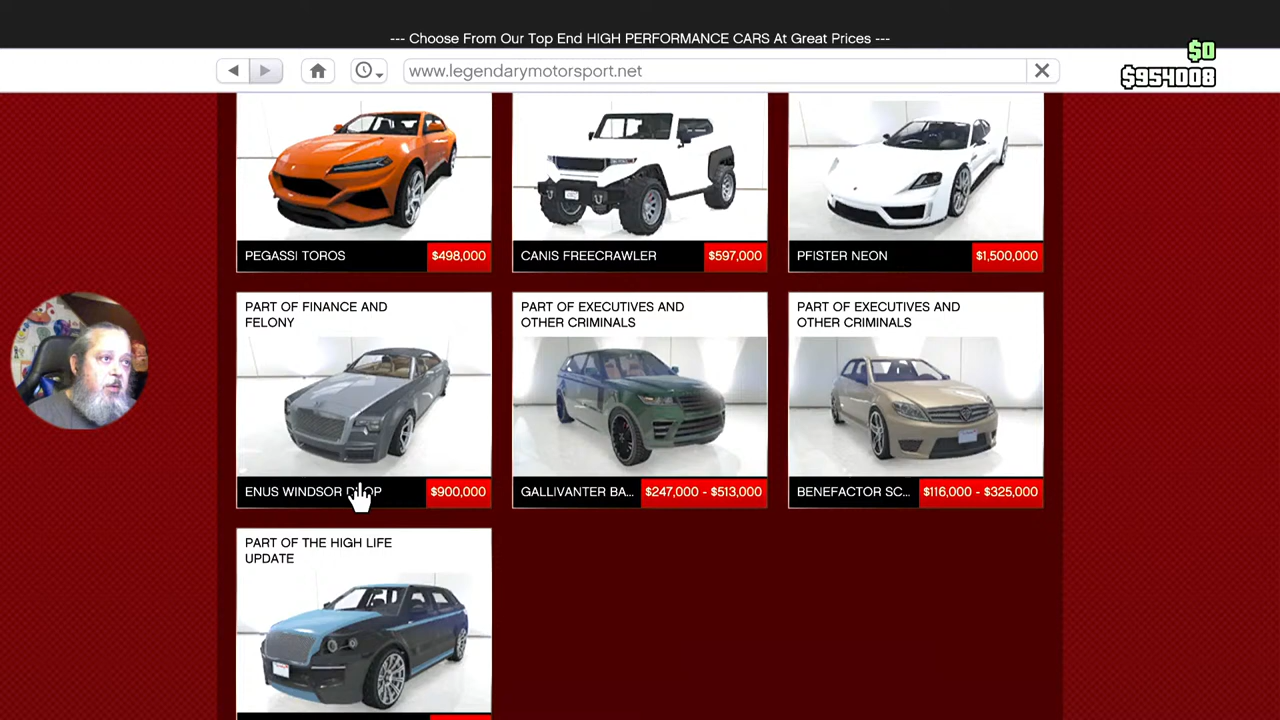 --- Choose From Our Top End HIGH PERFORMANCE CARS At Great Prices ---
www.legendarymotorsport.net
$0
$954008
PEGASSI TOROS $498,000
CANIS FREECRAWLER $597,000
PFISTER NEON $1,500,000
PART OF FINANCE AND
FELONY
PART OF EXECUTIVES AND
OTHER CRIMINALS
PART OF EXECUTIVES AND
OTHER CRIMINALS
ENUS WINDSOR DROP $900,000
GALLIVANTER BA... $247,000 - $513,000
BENEFACTOR SC... $116,000 - $325,000
PART OF THE HIGH LIFE
UPDATE